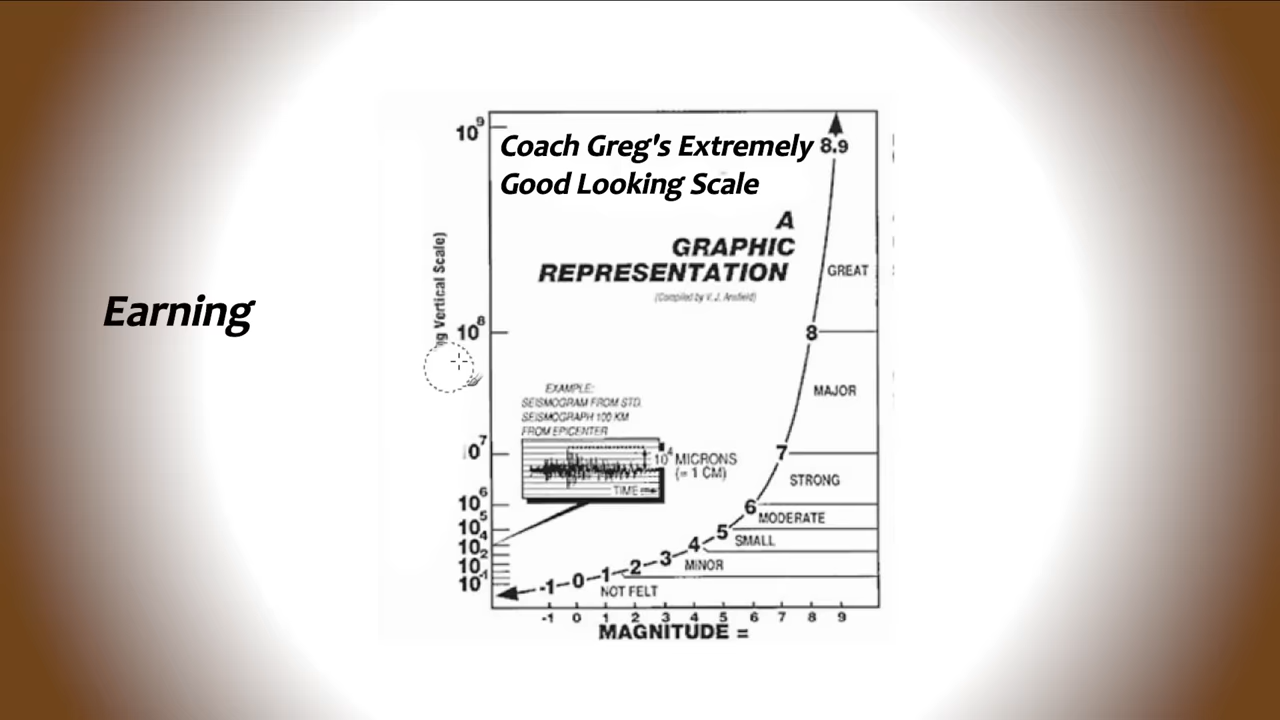 Earning
Coach Greg's Extremely
Good Looking Scale
A
GRAPHIC
REPRESENTATION
(Compiled by V. J. Ansfield)
ng Vertical Scale)
10⁹
10⁸
0⁷
10⁶
10⁵
10⁴
10²
10²
10⁻¹
EXAMPLE:
SEISMOGRAM FROM STD.
SEISMOGRAPH 100 KM
FROM EPICENTER
10⁴ MICRONS
(= 1 CM)
TIME
8.9
GREAT
8
MAJOR
7
STRONG
6
MODERATE
5
SMALL
4
MINOR
3
2
1
0
-1
NOT FELT
-1 0 1 2 3 4 5 6 7 8 9
MAGNITUDE =